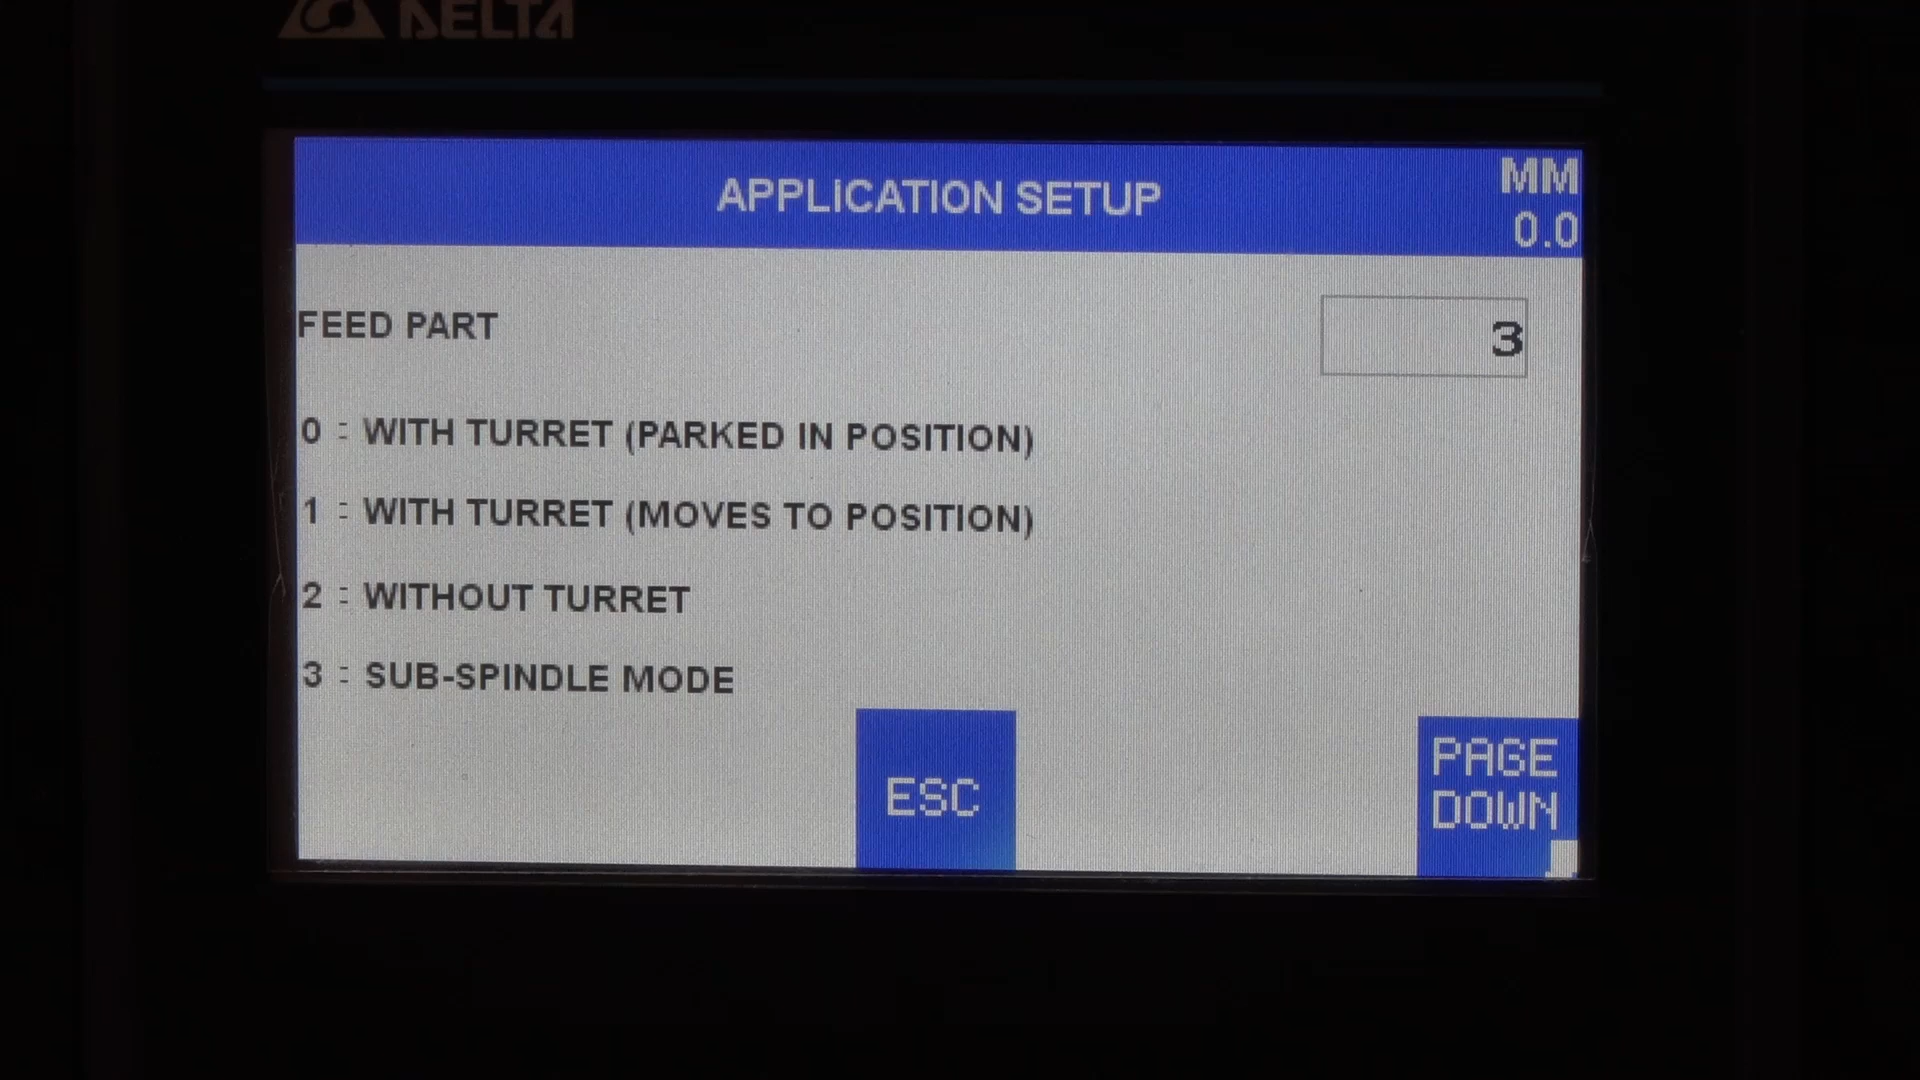 DELTA
APPLiCATION SETUP
MM
0.0
FEED PART
3
0 : WITH TURRET (PARKED IN POSITION)
1 : WITH TURRET (MOVES TO POSITION)
2 : WITHOUT TURRET
3 : SUB-SPINDLE MODE
ESC
PAGE
DOWN